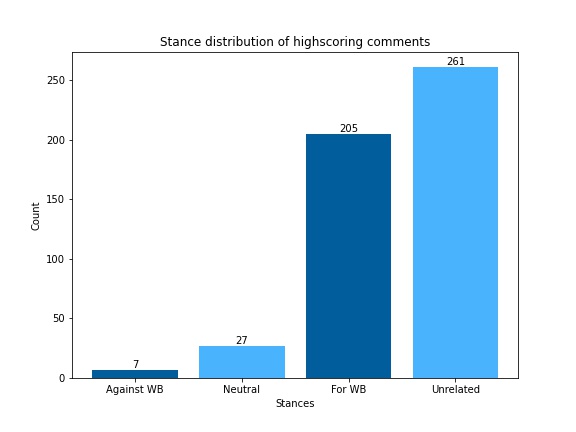 Stance distribution of highscoring comments
261
250
205
200
150
Count
100
50
27
7
0
Against WB Neutral For WB Unrelated
Stances